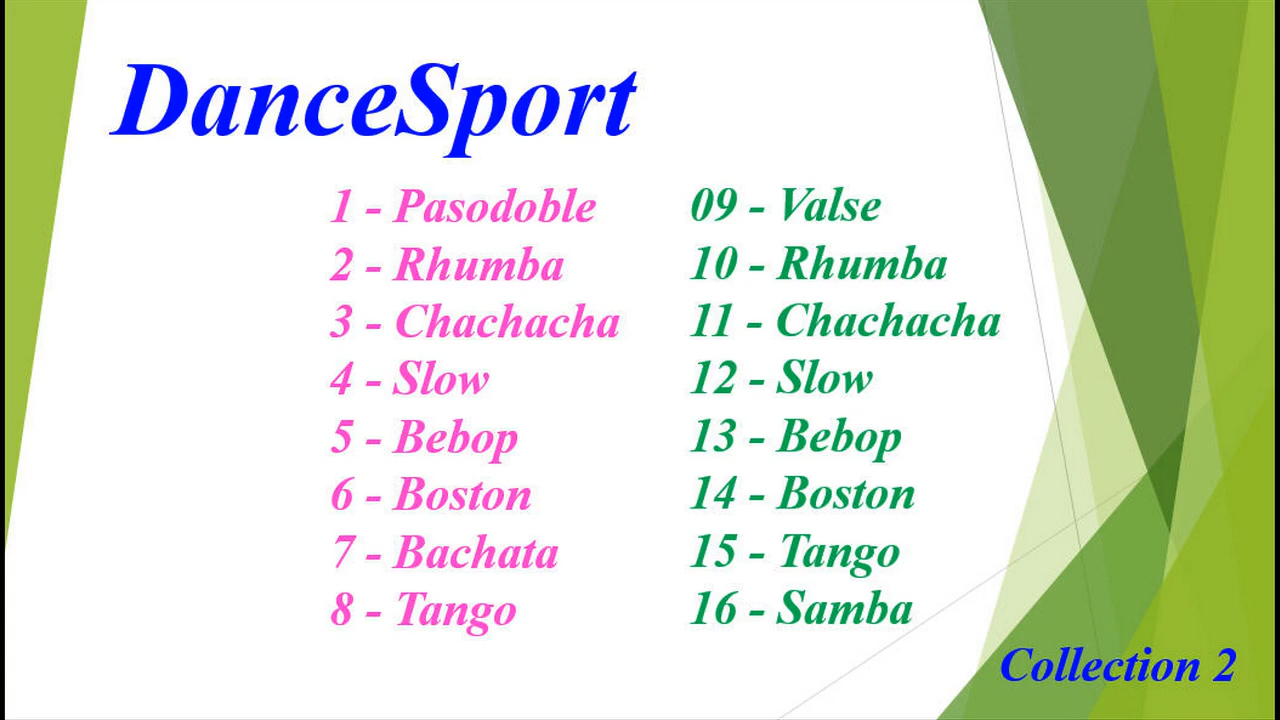 DanceSport
1 - Pasodoble
2 - Rhumba
3 - Chachacha
4 - Slow
5 - Bebop
6 - Boston
7 - Bachata
8 - Tango
09 - Valse
10 - Rhumba
11 - Chachacha
12 - Slow
13 - Bebop
14 - Boston
15 - Tango
16 - Samba
Collection 2